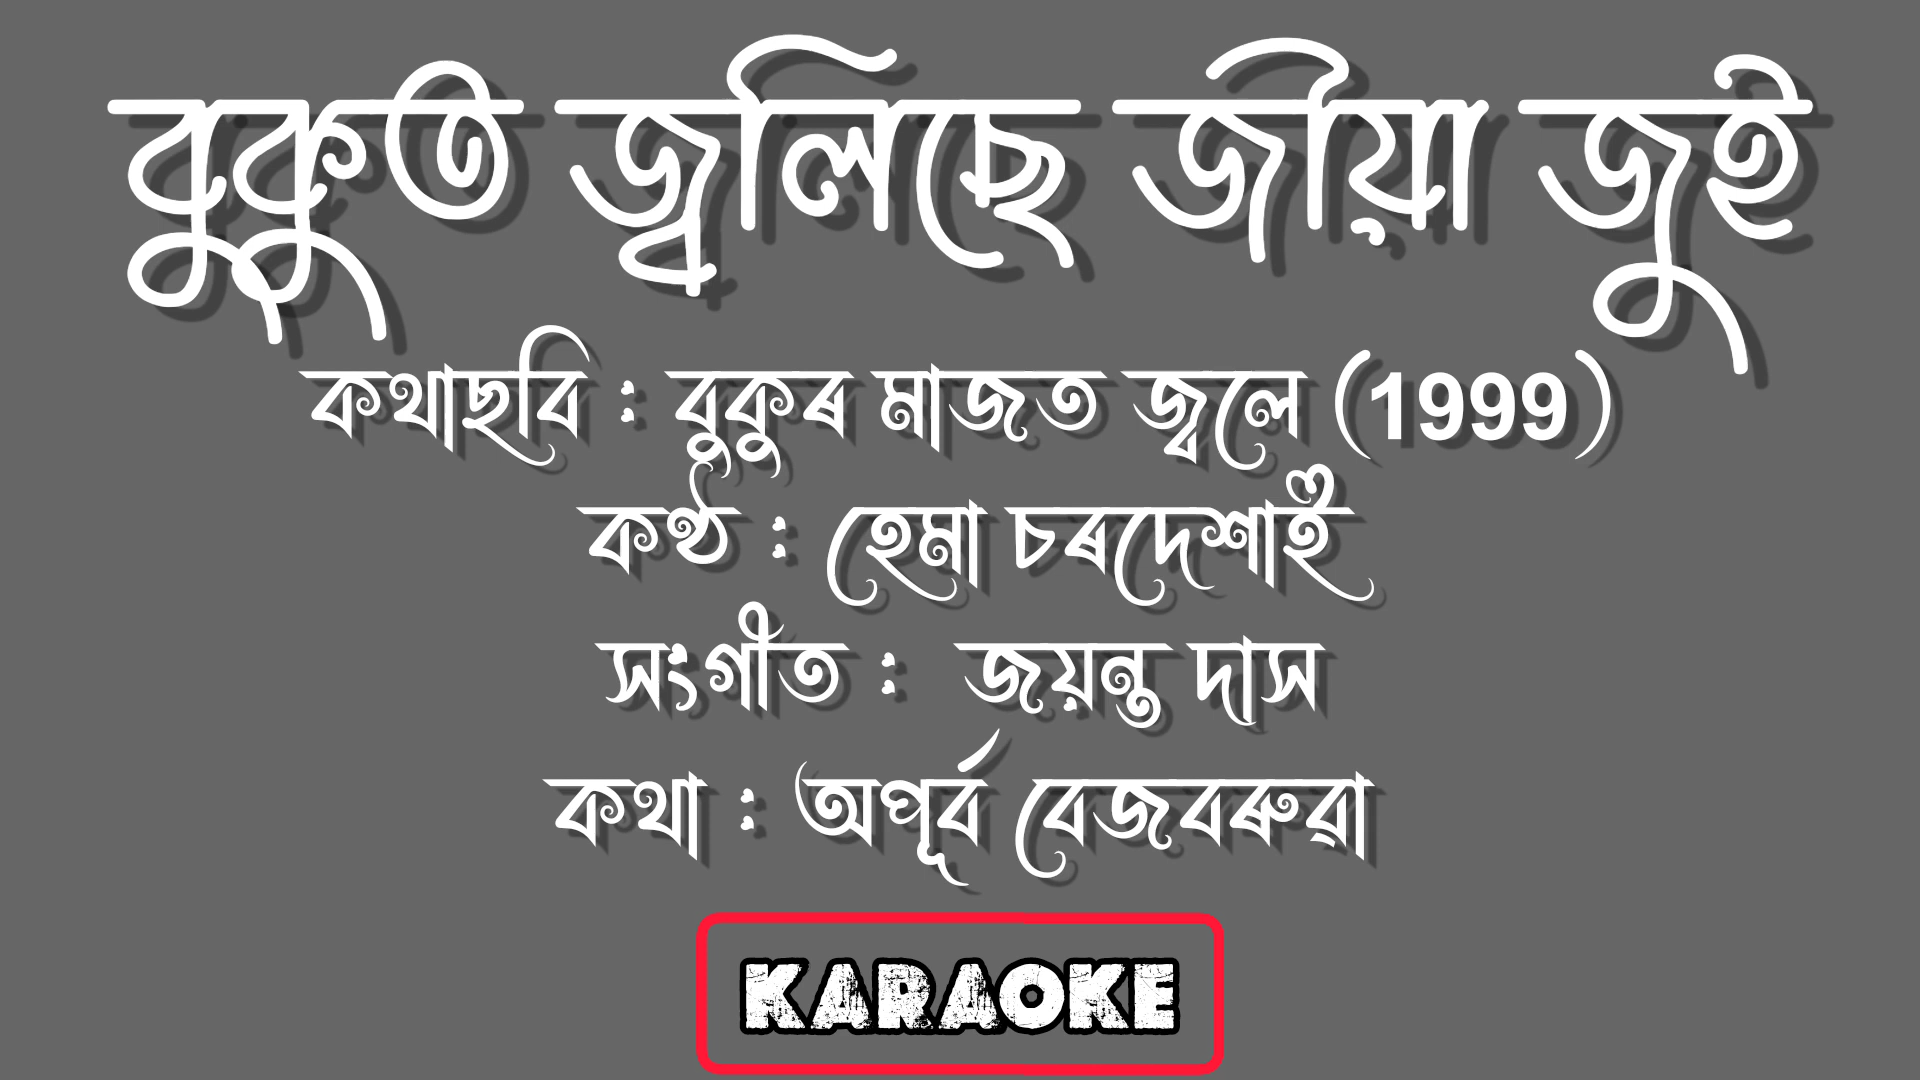 বুকুত জ্বলিছে জীয়া জুই
কথাছবি : বুকুৰ মাজত জ্বলে (1999)
কণ্ঠ : হেমা চৰদেশাই
সংগীত : জয়ন্ত দাস
কথা : অপূৰ্ব বেজবৰুৱা
KARAOKE